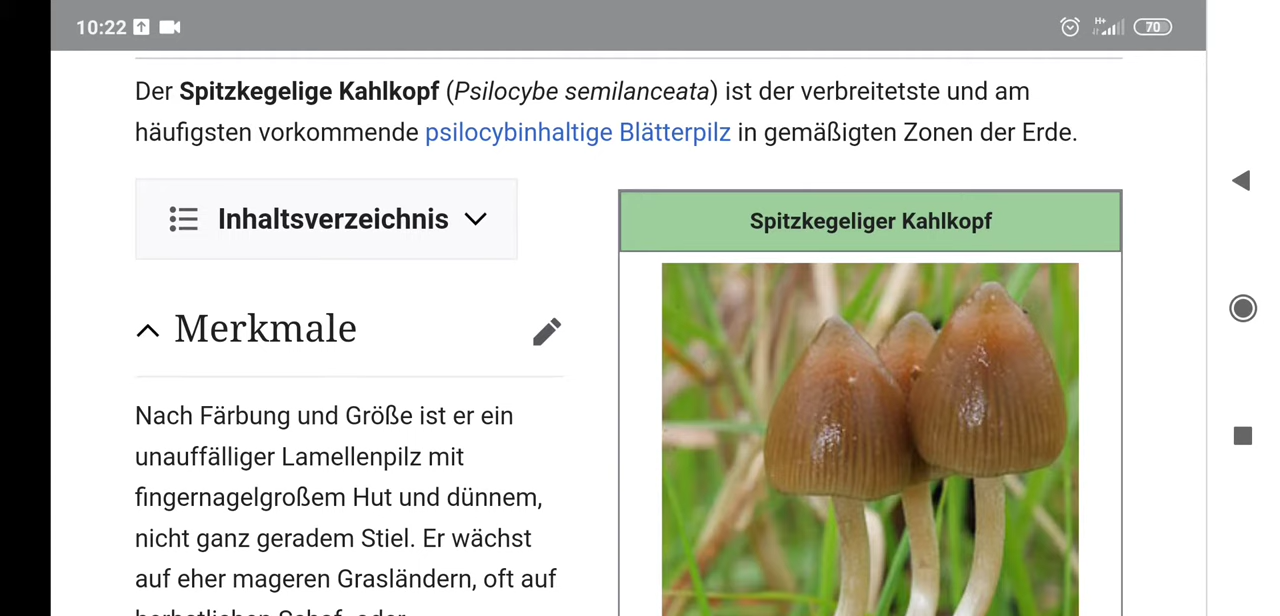 10:22
H+
70
Der Spitzkegelige Kahlkopf (Psilocybe semilanceata) ist der verbreitetste und am
häufigsten vorkommende psilocybinhaltige Blätterpilz in gemäßigten Zonen der Erde.
Inhaltsverzeichnis
Spitzkegeliger Kahlkopf
Merkmale
Nach Färbung und Größe ist er ein
unauffälliger Lamellenpilz mit
fingernagelgroßem Hut und dünnem,
nicht ganz geradem Stiel. Er wächst
auf eher mageren Grasländern, oft auf